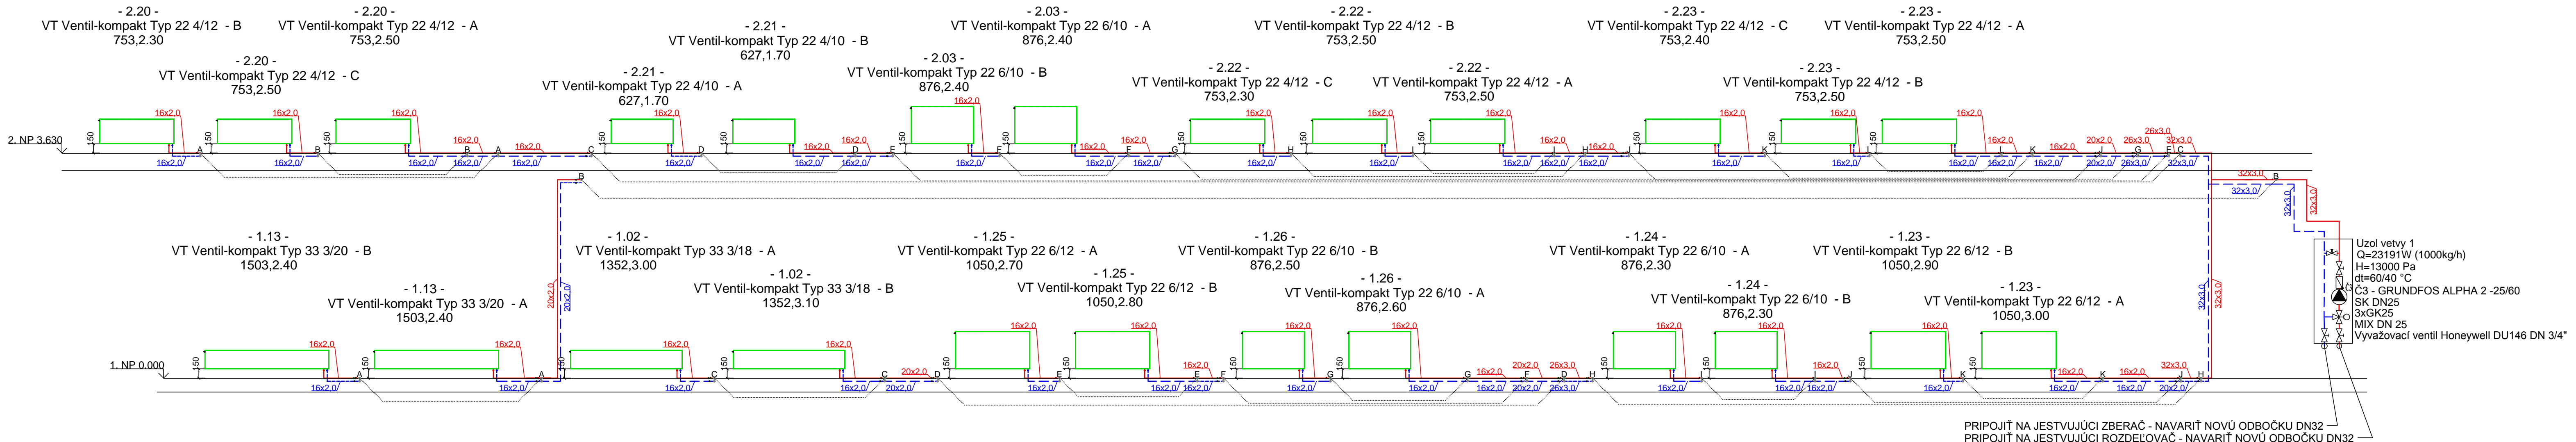 - 2.20 -
VT Ventil-kompakt Typ 22 4/12  - B
753,2.30
- 2.20 -
VT Ventil-kompakt Typ 22 4/12  - A
753,2.50
- 2.20 -
VT Ventil-kompakt Typ 22 4/12  - C
753,2.50
- 2.21 -
VT Ventil-kompakt Typ 22 4/10  - B
627,1.70
- 2.21 -
VT Ventil-kompakt Typ 22 4/10  - A
627,1.70
- 2.03 -
VT Ventil-kompakt Typ 22 6/10  - A
876,2.40
- 2.03 -
VT Ventil-kompakt Typ 22 6/10  - B
876,2.40
- 2.22 -
VT Ventil-kompakt Typ 22 4/12  - B
753,2.50
- 2.22 -
VT Ventil-kompakt Typ 22 4/12  - C
753,2.30
- 2.22 -
VT Ventil-kompakt Typ 22 4/12  - A
753,2.50
- 2.23 -
VT Ventil-kompakt Typ 22 4/12  - C
753,2.40
- 2.23 -
VT Ventil-kompakt Typ 22 4/12  - A
753,2.50
- 2.23 -
VT Ventil-kompakt Typ 22 4/12  - B
753,2.50
2. NP 3.630
- 1.13 -
VT Ventil-kompakt Typ 33 3/20  - B
1503,2.40
- 1.13 -
VT Ventil-kompakt Typ 33 3/20  - A
1503,2.40
- 1.02 -
VT Ventil-kompakt Typ 33 3/18  - A
1352,3.00
- 1.02 -
VT Ventil-kompakt Typ 33 3/18  - B
1352,3.10
- 1.25 -
VT Ventil-kompakt Typ 22 6/12  - A
1050,2.70
- 1.25 -
VT Ventil-kompakt Typ 22 6/12  - B
1050,2.80
- 1.26 -
VT Ventil-kompakt Typ 22 6/10  - B
876,2.50
- 1.26 -
VT Ventil-kompakt Typ 22 6/10  - A
876,2.60
- 1.24 -
VT Ventil-kompakt Typ 22 6/10  - A
876,2.30
- 1.24 -
VT Ventil-kompakt Typ 22 6/10  - B
876,2.30
- 1.23 -
VT Ventil-kompakt Typ 22 6/12  - B
1050,2.90
- 1.23 -
VT Ventil-kompakt Typ 22 6/12  - A
1050,3.00
1. NP 0.000
20x2,0
20x2,0
32x3,0
32x3,0
32x3,0
32x3,0
32x3,0
32x3,0
Uzol vetvy 1
Q=23191W (1000kg/h)
H=13000 Pa
dt=60/40 °C
Č3 - GRUNDFOS ALPHA 2 -25/60
SK DN25
3xGK25
MIX DN 25
Vyvažovací ventil Honeywell DU146 DN 3/4"
Č3
PRIPOJIŤ NA JESTVUJÚCI ZBERAČ - NAVARIŤ NOVÚ ODBOČKU DN32
PRIPOJIŤ NA JESTVUJÚCI ROZDEĽOVAČ - NAVARIŤ NOVÚ ODBOČKU DN32